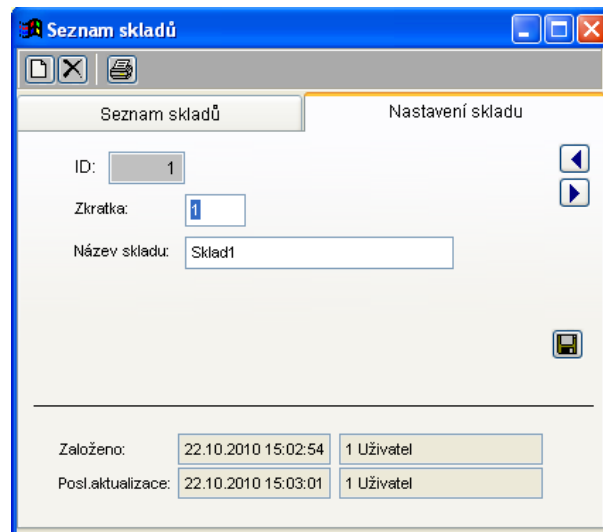 Seznam skladů
Seznam skladů Nastavení skladu
ID: 1
Zkratka: 1
Název skladu: Sklad1
Založeno: 22.10.2010 15:02:54 1 Uživatel
Posl.aktualizace: 22.10.2010 15:03:01 1 Uživatel